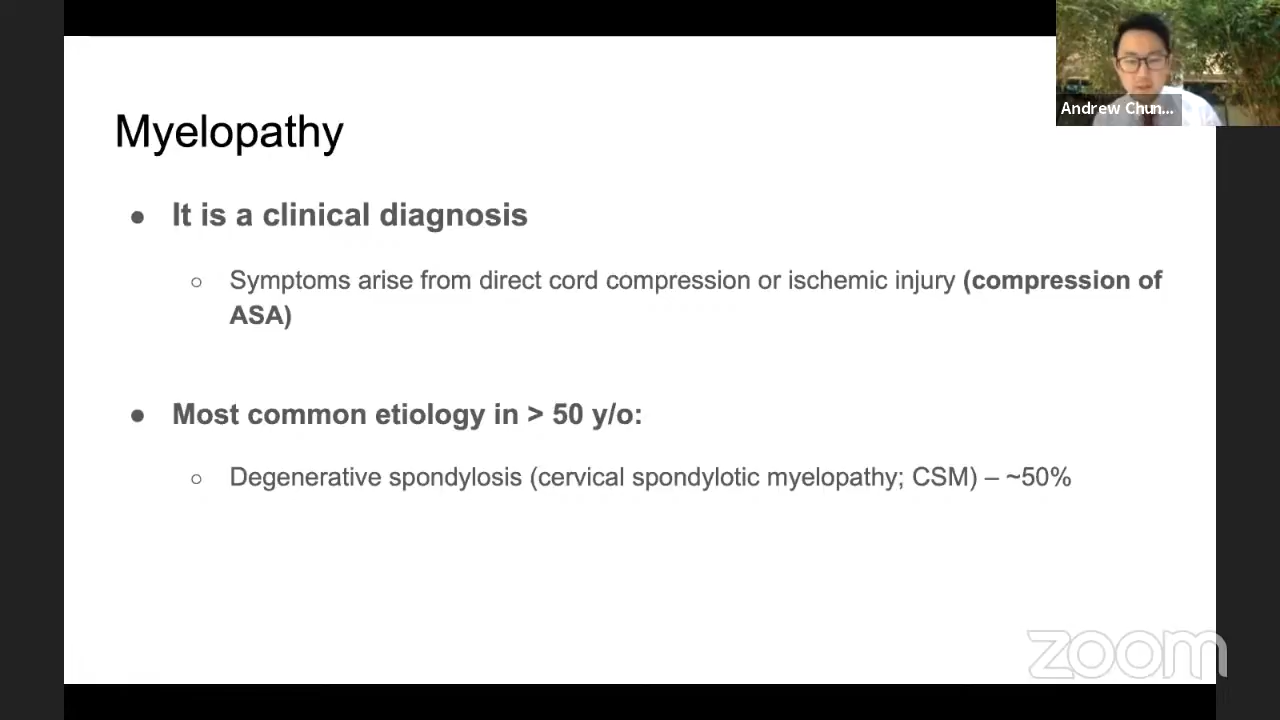 Andrew Chun...
Myelopathy
● It is a clinical diagnosis
○ Symptoms arise from direct cord compression or ischemic injury (compression of
ASA)
● Most common etiology in > 50 y/o:
○ Degenerative spondylosis (cervical spondylotic myelopathy; CSM) – ~50%
zoom